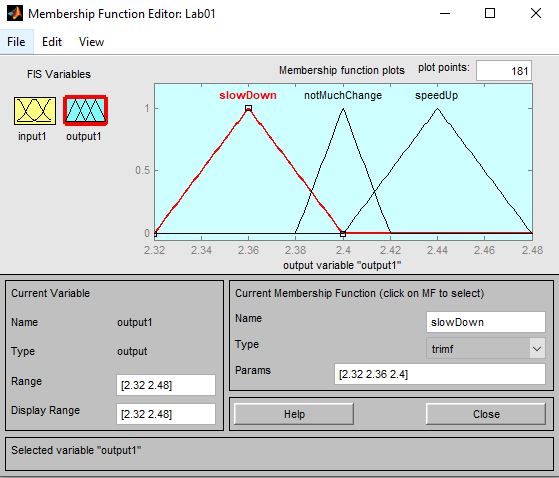 Membership Function Editor: Lab01
File Edit View
FIS Variables
Membership function plots plot points: 181
slowDown notMuchChange speedUp
1
0.5
0
input1 output1
2.32 2.34 2.36 2.38 2.4 2.42 2.44 2.46 2.48
output variable "output1"
Current Variable
Name output1
Type output
Range [2.32 2.48]
Display Range [2.32 2.48]
Current Membership Function (click on MF to select)
Name slowDown
Type trimf
Params [2.32 2.36 2.4]
Help Close
Selected variable "output1"